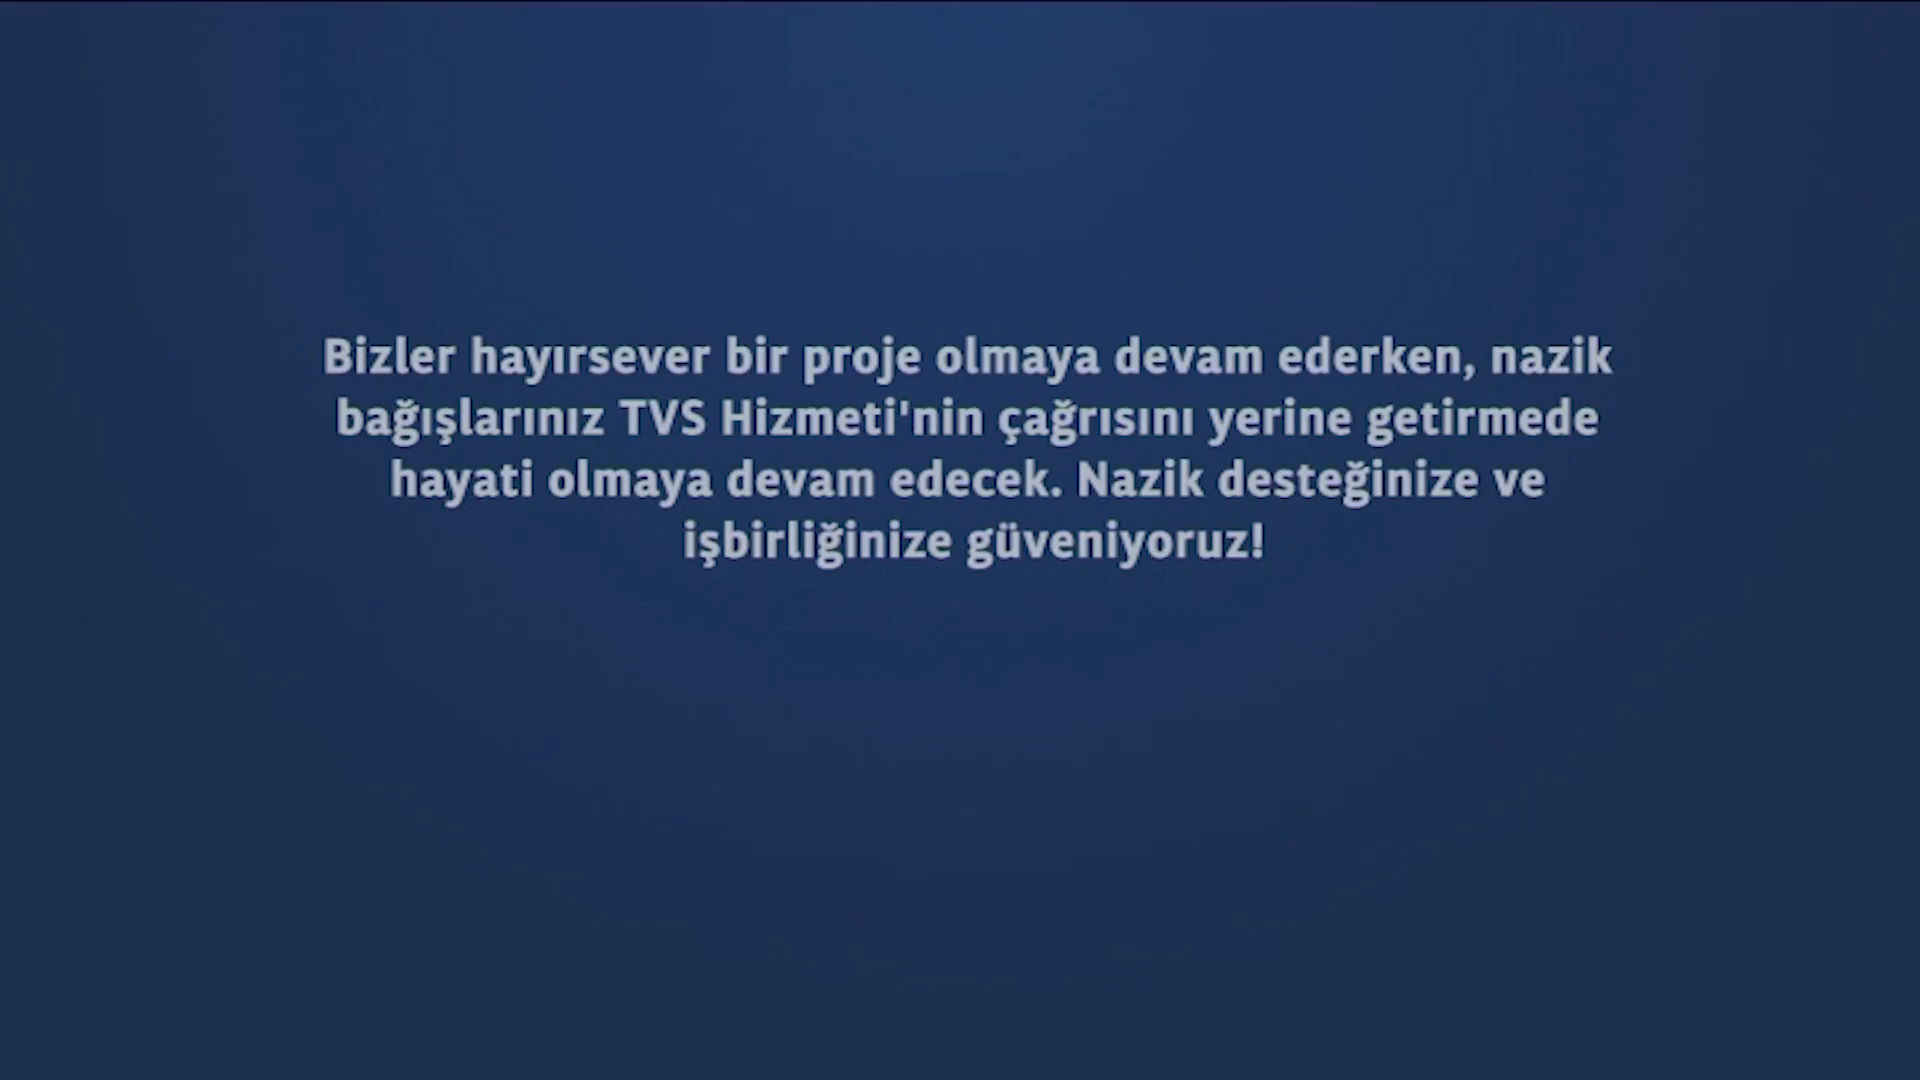 Bizler hayırsever bir proje olmaya devam ederken, nazik
bağışlarınız TVS Hizmeti'nin çağrısını yerine getirmede
hayati olmaya devam edecek. Nazik desteğinize ve
işbirliğinize güveniyoruz!